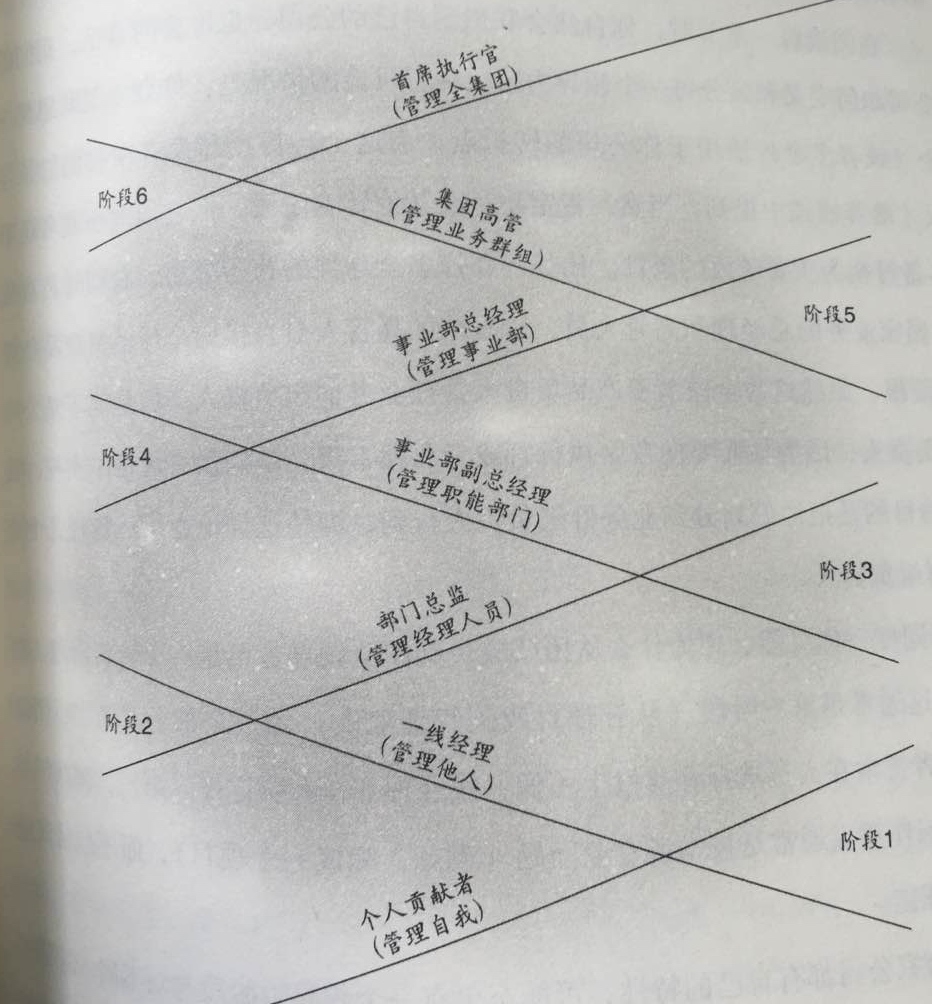 首席执行官
(管理全集团)
阶段6
集团高管
(管理业务群组)
阶段5
事业部总经理
(管理事业部)
阶段4
事业部副总经理
(管理职能部门)
阶段3
部门总监
(管理经理人员)
阶段2
一线经理
(管理他人)
阶段1
个人贡献者
(管理自我)